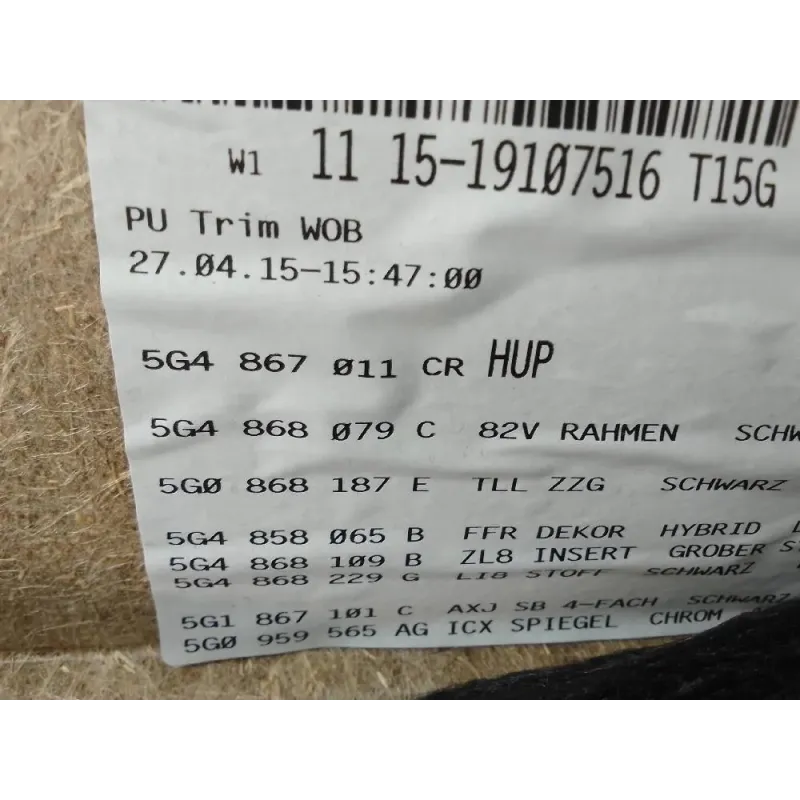 W1 11 15-19107516 T15G
PU Trim WOB
27.04.15-15:47:00
5G4 867 011 CR HUP
5G4 868 079 C 82V RAHMEN SCHW
5G0 868 187 E TLL ZZG SCHWARZ
5G4 858 065 B FFR DEKOR HYBRID
5G4 868 109 B ZL8 INSERT GROBER S
5G4 868 229 G LI8 STOFF SCHWARZ
5G1 867 101 C AXJ SB 4-FACH SCHWARZ
5G0 959 565 AG ICX SPIEGEL CHROM